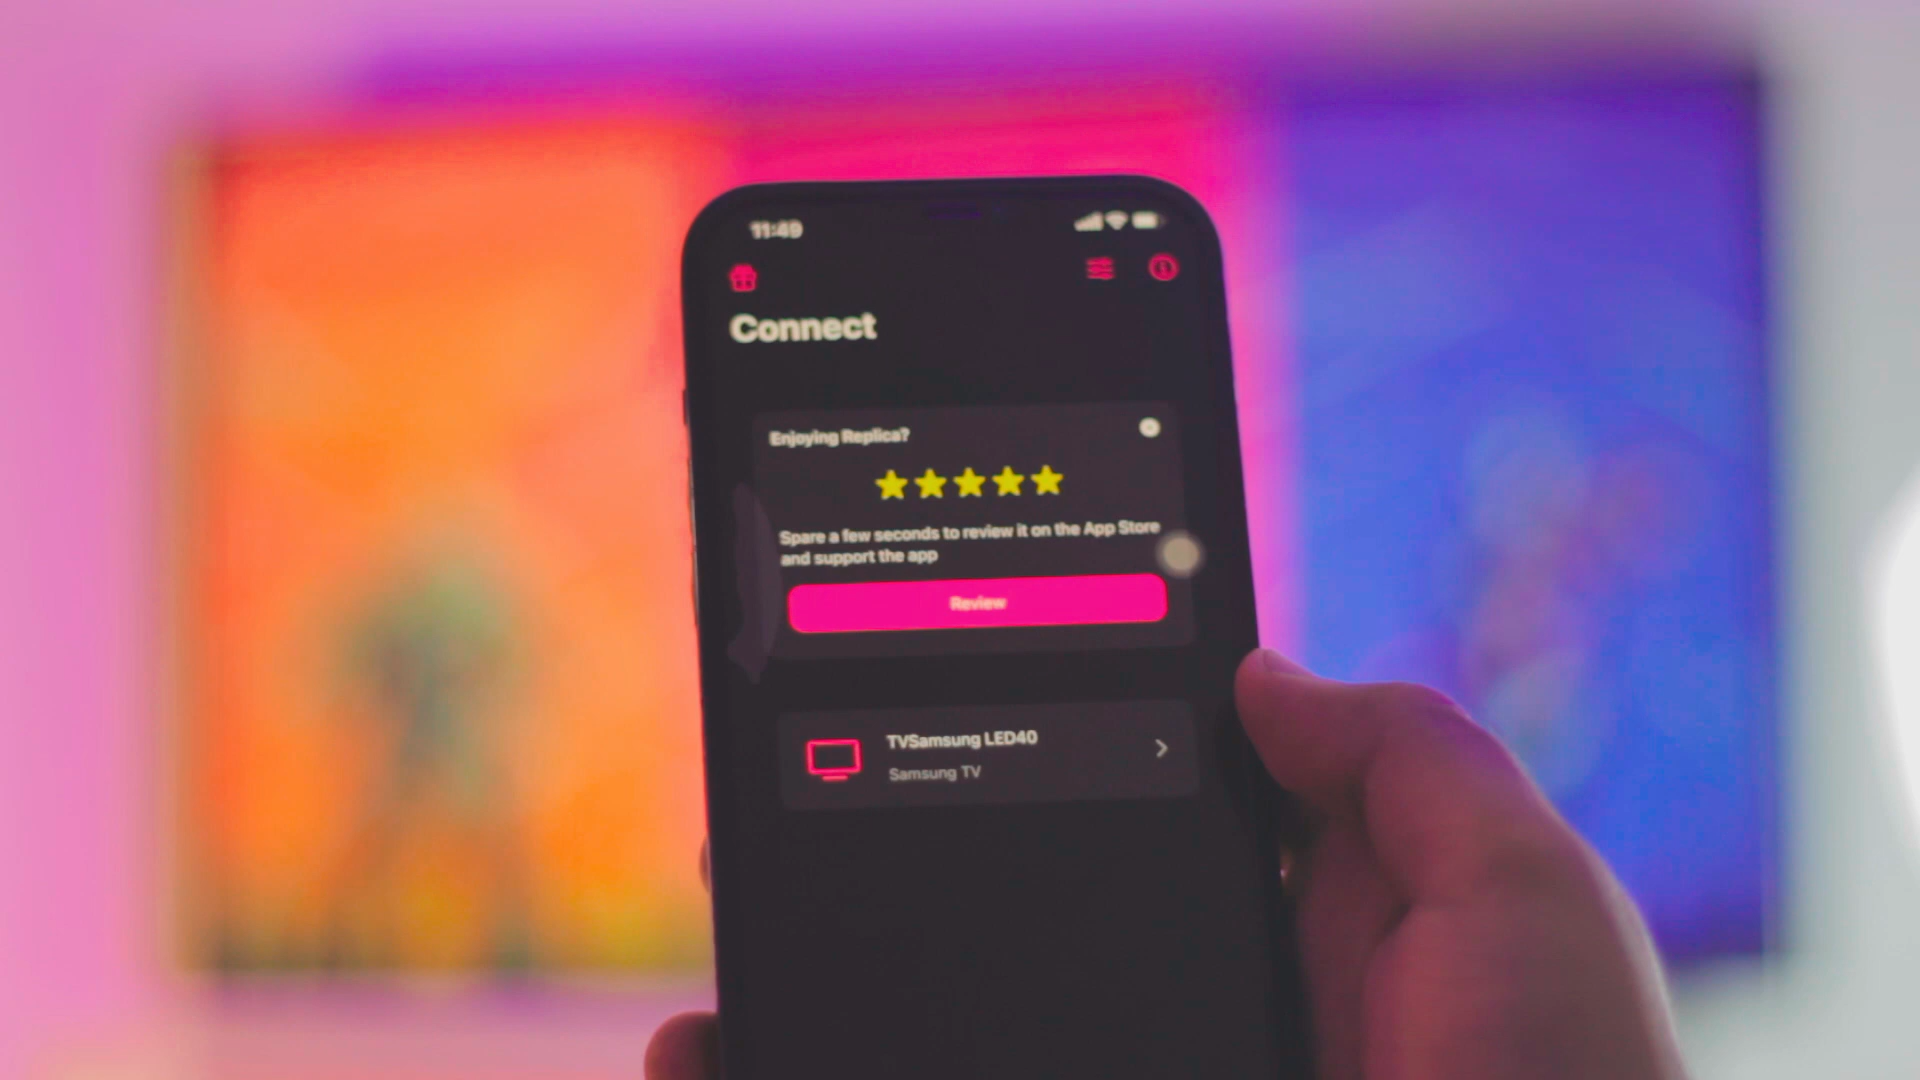 11:49
Connect
Enjoying Replica?
Spare a few seconds to review it on the App Store
and support the app
Review
TVSamsung LED40
Samsung TV